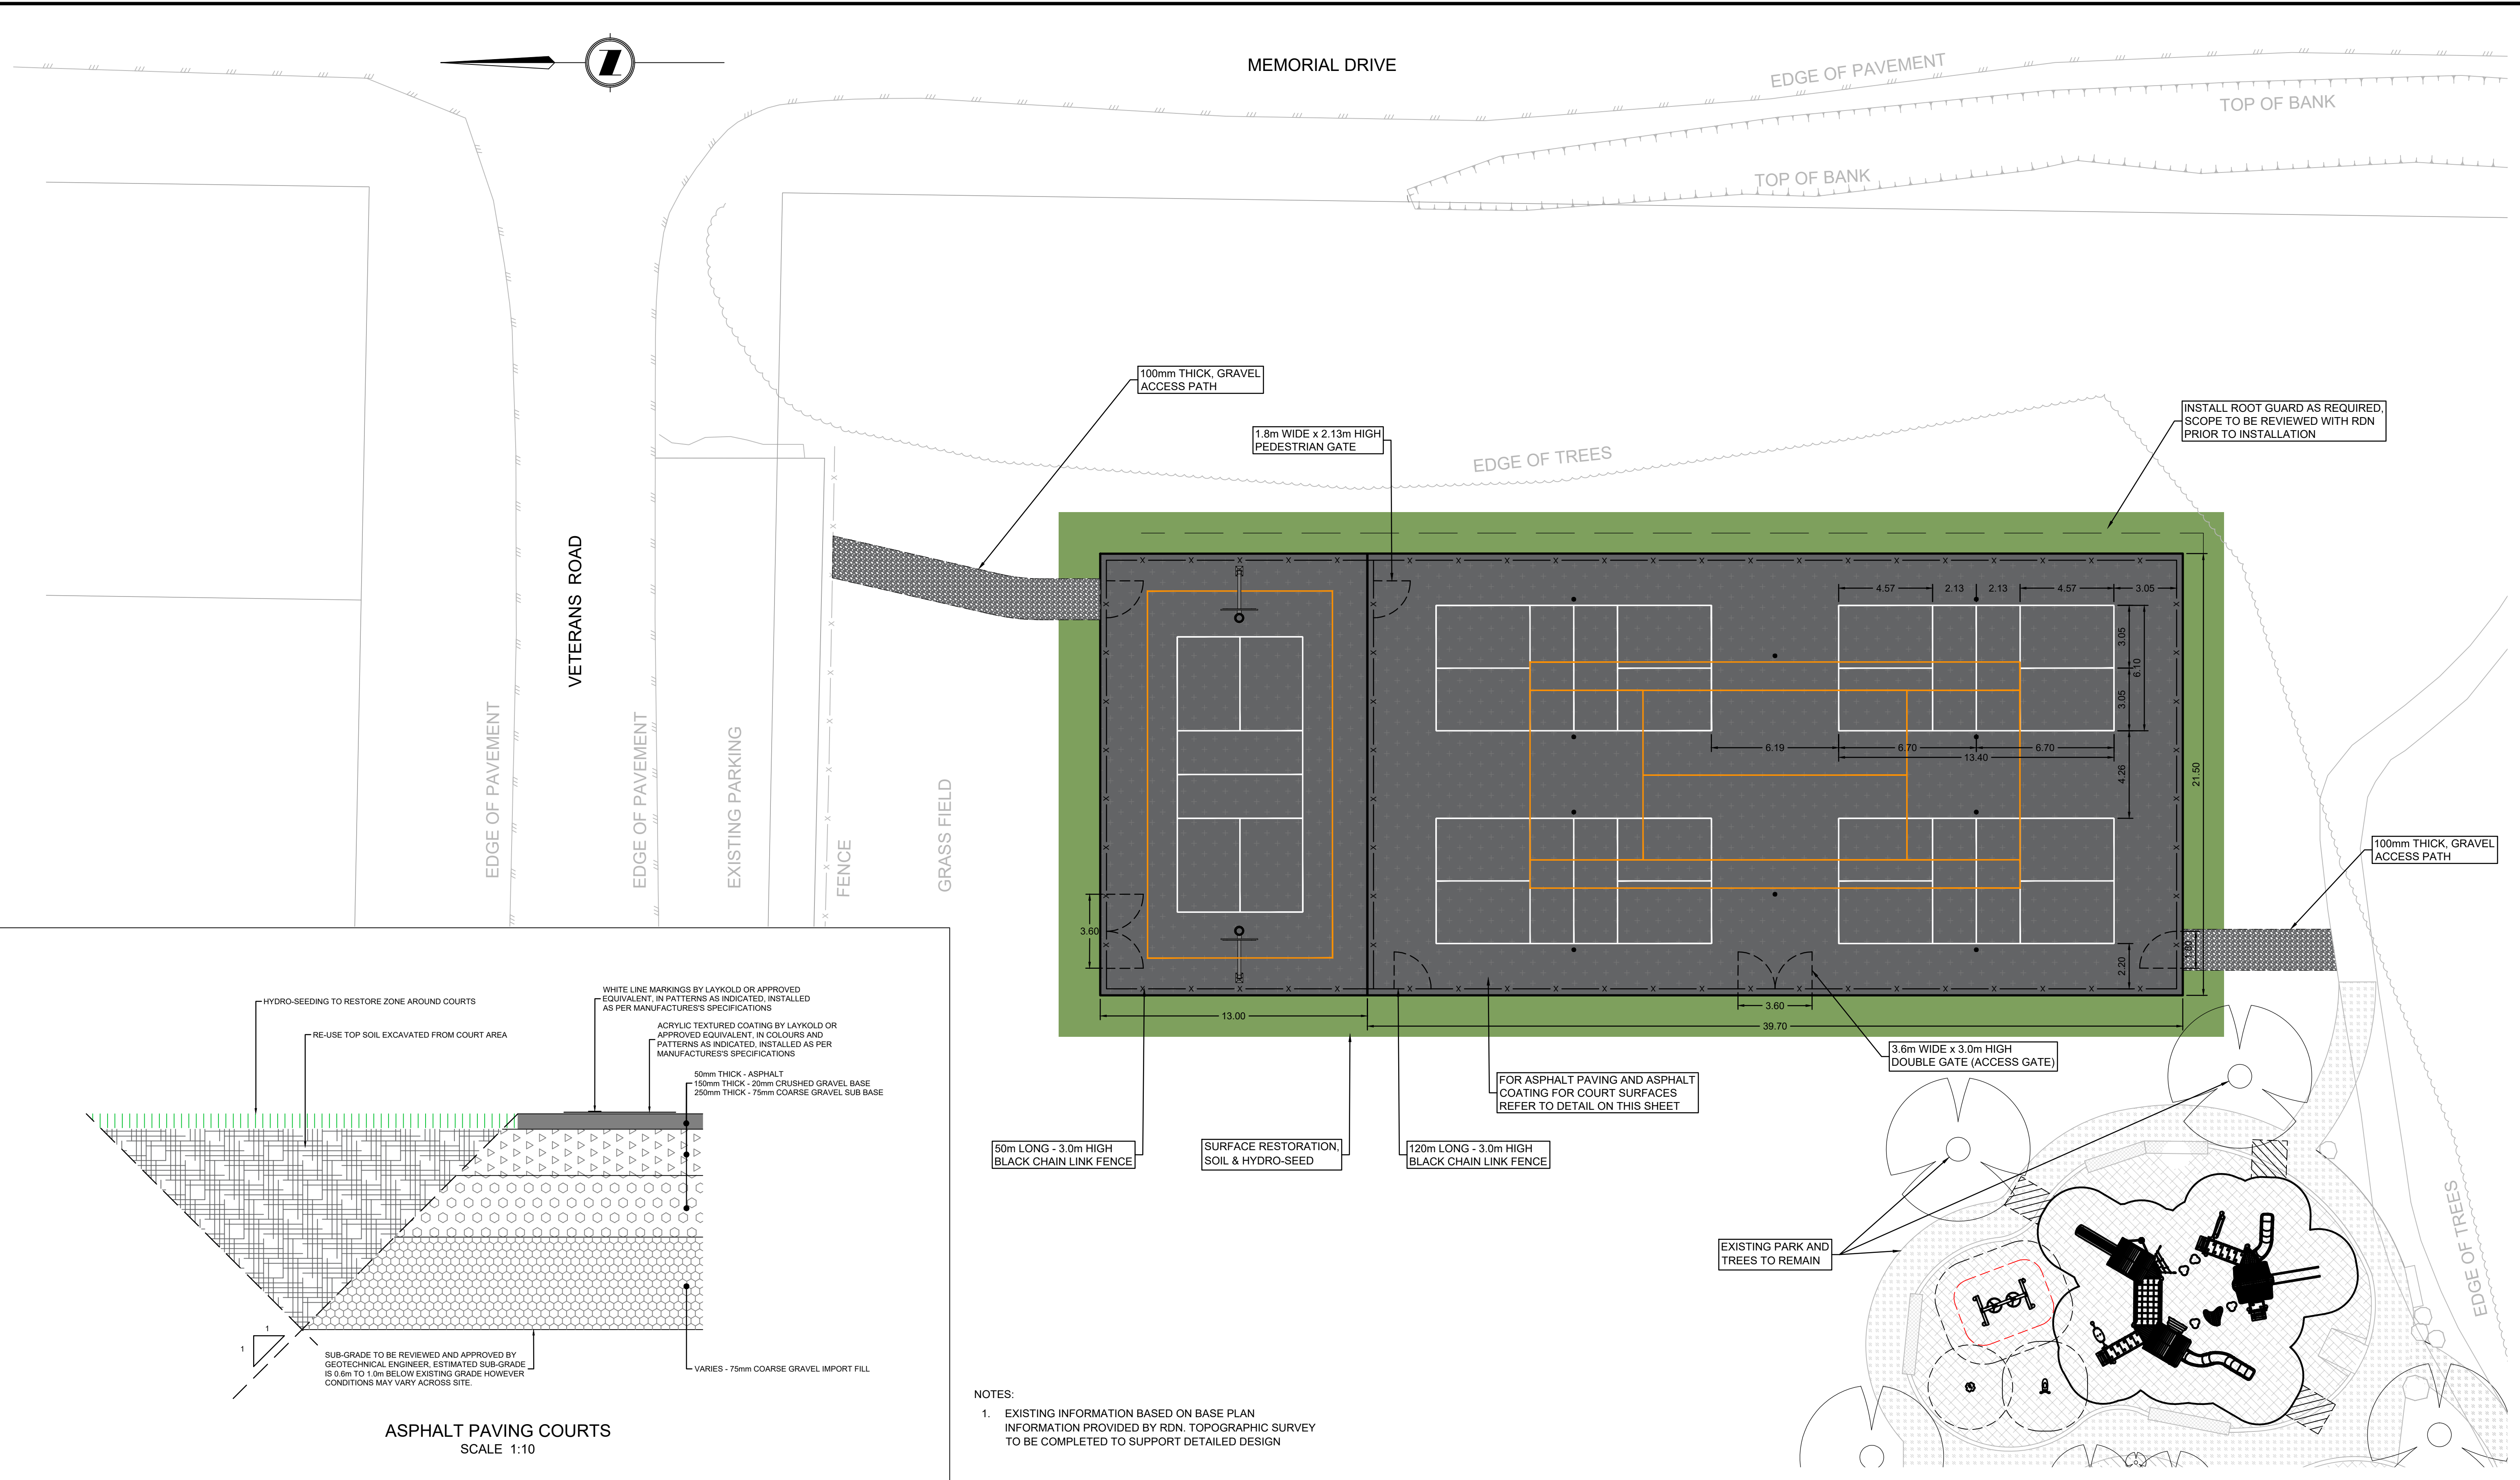 MEMORIAL DRIVE
EDGE OF PAVEMENT
TOP OF BANK
TOP OF BANK
100mm THICK, GRAVEL
ACCESS PATH
1.8m WIDE x 2.13m HIGH
PEDESTRIAN GATE
EDGE OF TREES
INSTALL ROOT GUARD AS REQUIRED,
SCOPE TO BE REVIEWED WITH RDN
PRIOR TO INSTALLATION
VETERANS ROAD
EDGE OF PAVEMENT
EDGE OF PAVEMENT
EXISTING PARKING
FENCE
GRASS FIELD
4.57
2.13
2.13
4.57
3.05
3.05
6.10
3.05
6.19
6.70
6.70
13.40
4.26
21.50
3.60
2.20
1.80
3.60
13.00
39.70
100mm THICK, GRAVEL
ACCESS PATH
3.6m WIDE x 3.0m HIGH
DOUBLE GATE (ACCESS GATE)
FOR ASPHALT PAVING AND ASPHALT
COATING FOR COURT SURFACES
REFER TO DETAIL ON THIS SHEET
50m LONG - 3.0m HIGH
BLACK CHAIN LINK FENCE
SURFACE RESTORATION,
SOIL & HYDRO-SEED
120m LONG - 3.0m HIGH
BLACK CHAIN LINK FENCE
EXISTING PARK AND
TREES TO REMAIN
EDGE OF TREES
HYDRO-SEEDING TO RESTORE ZONE AROUND COURTS
RE-USE TOP SOIL EXCAVATED FROM COURT AREA
WHITE LINE MARKINGS BY LAYKOLD OR APPROVED
EQUIVALENT, IN PATTERNS AS INDICATED, INSTALLED
AS PER MANUFACTURES'S SPECIFICATIONS
ACRYLIC TEXTURED COATING BY LAYKOLD OR
APPROVED EQUIVALENT, IN COLOURS AND
PATTERNS AS INDICATED, INSTALLED AS PER
MANUFACTURES'S SPECIFICATIONS
50mm THICK - ASPHALT
150mm THICK - 20mm CRUSHED GRAVEL BASE
250mm THICK - 75mm COARSE GRAVEL SUB BASE
1
1
SUB-GRADE TO BE REVIEWED AND APPROVED BY
GEOTECHNICAL ENGINEER, ESTIMATED SUB-GRADE
IS 0.6m TO 1.0m BELOW EXISTING GRADE HOWEVER
CONDITIONS MAY VARY ACROSS SITE.
VARIES - 75mm COARSE GRAVEL IMPORT FILL
ASPHALT PAVING COURTS
SCALE 1:10
NOTES:
1. EXISTING INFORMATION BASED ON BASE PLAN
INFORMATION PROVIDED BY RDN. TOPOGRAPHIC SURVEY
TO BE COMPLETED TO SUPPORT DETAILED DESIGN